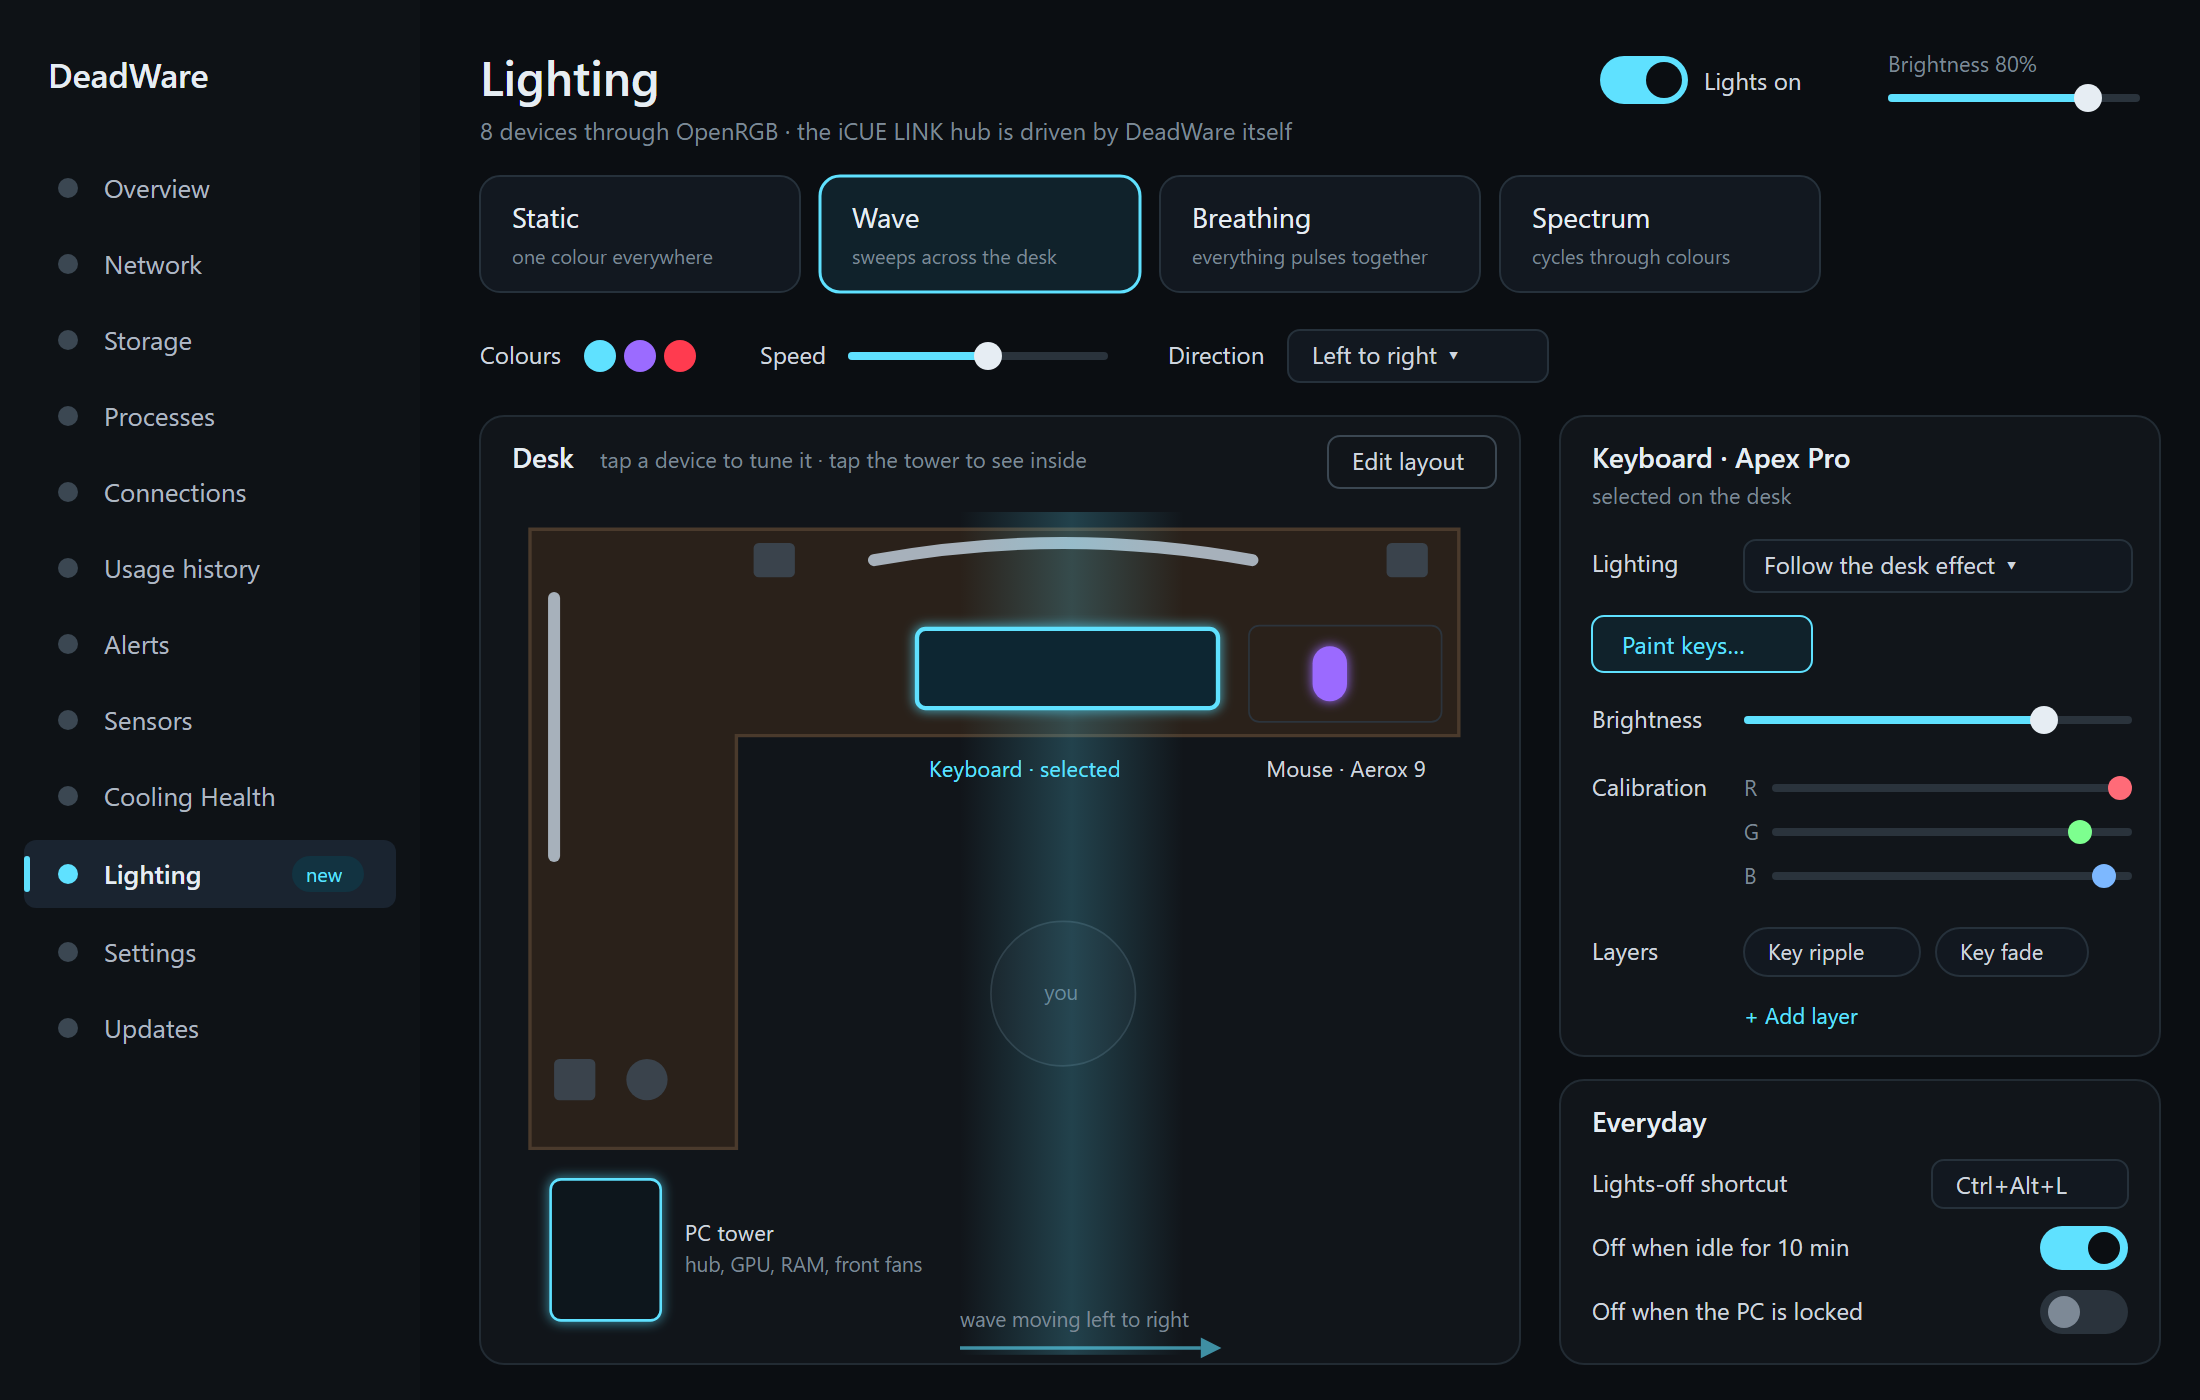 DeadWare
Overview
Network
Storage
Processes
Connections
Usage history
Alerts
Sensors
Cooling Health
Lighting new
Settings
Updates
Lighting
8 devices through OpenRGB · the iCUE LINK hub is driven by DeadWare itself
Lights on
Brightness 80%
Static
one colour everywhere
Wave
sweeps across the desk
Breathing
everything pulses together
Spectrum
cycles through colours
Colours
Speed
Direction
Left to right ▾
Desk tap a device to tune it · tap the tower to see inside
Edit layout
Keyboard · selected
Mouse · Aerox 9
you
PC tower
hub, GPU, RAM, front fans
wave moving left to right
Keyboard · Apex Pro
selected on the desk
Lighting
Follow the desk effect ▾
Paint keys...
Brightness
Calibration
R
G
B
Layers
Key ripple
Key fade
+ Add layer
Everyday
Lights-off shortcut
Ctrl+Alt+L
Off when idle for 10 min
Off when the PC is locked